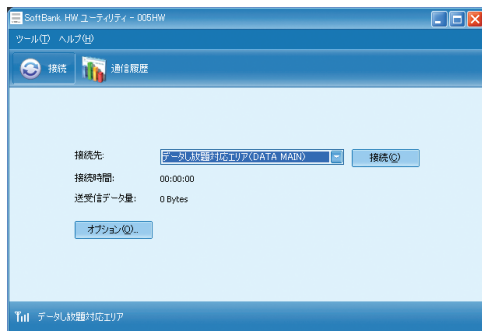 SoftBank HW ユーティリティ - 005HW
ツール(T) ヘルプ(H)
接続 通信履歴
接続先: データし放題対応エリア(DATA MAIN) 接続(C)
接続時間: 00:00:00
送受信データ量: 0 Bytes
オプション(O)...
データし放題対応エリア